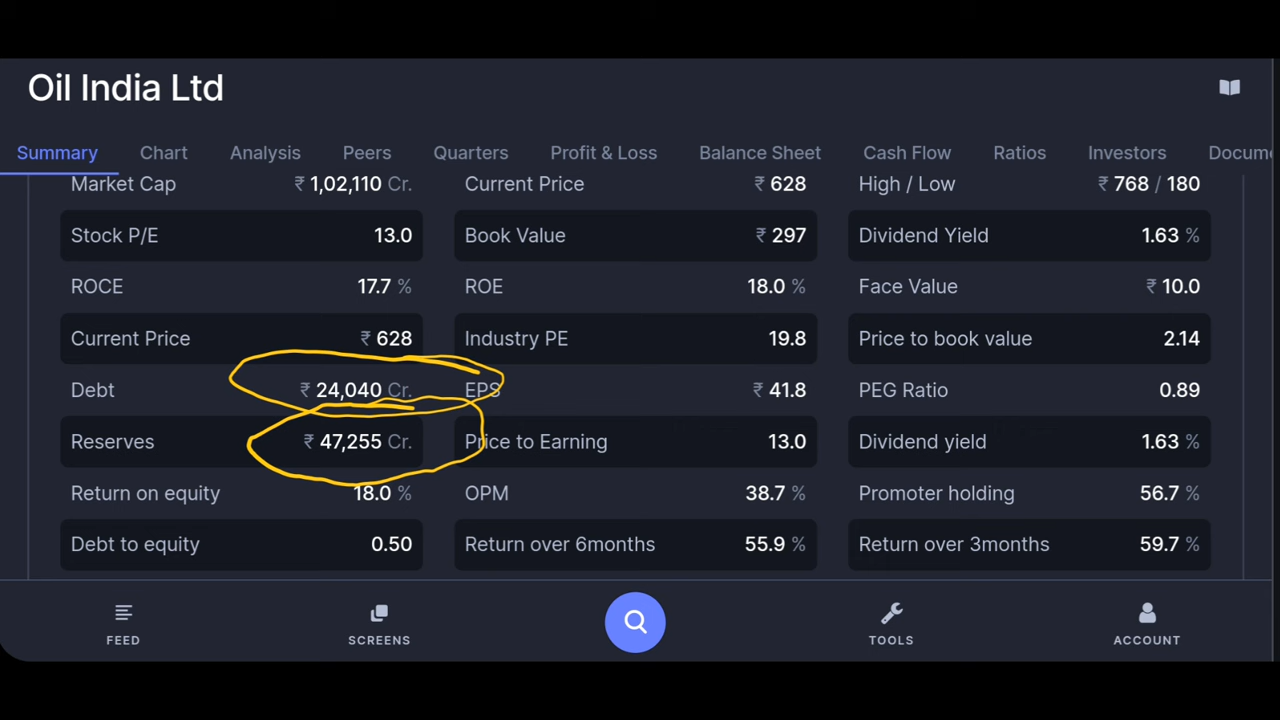 Oil India Ltd
Summary Chart Analysis Peers Quarters Profit & Loss Balance Sheet Cash Flow Ratios Investors Docume
Market Cap ₹ 1,02,110 Cr. Current Price ₹ 628 High / Low ₹ 768 / 180
Stock P/E 13.0 Book Value ₹ 297 Dividend Yield 1.63 %
ROCE 17.7 % ROE 18.0 % Face Value ₹ 10.0
Current Price ₹ 628 Industry PE 19.8 Price to book value 2.14
Debt ₹ 24,040 Cr. EPS ₹ 41.8 PEG Ratio 0.89
Reserves ₹ 47,255 Cr. Price to Earning 13.0 Dividend yield 1.63 %
Return on equity 18.0 % OPM 38.7 % Promoter holding 56.7 %
Debt to equity 0.50 Return over 6months 55.9 % Return over 3months 59.7 %
FEED SCREENS TOOLS ACCOUNT